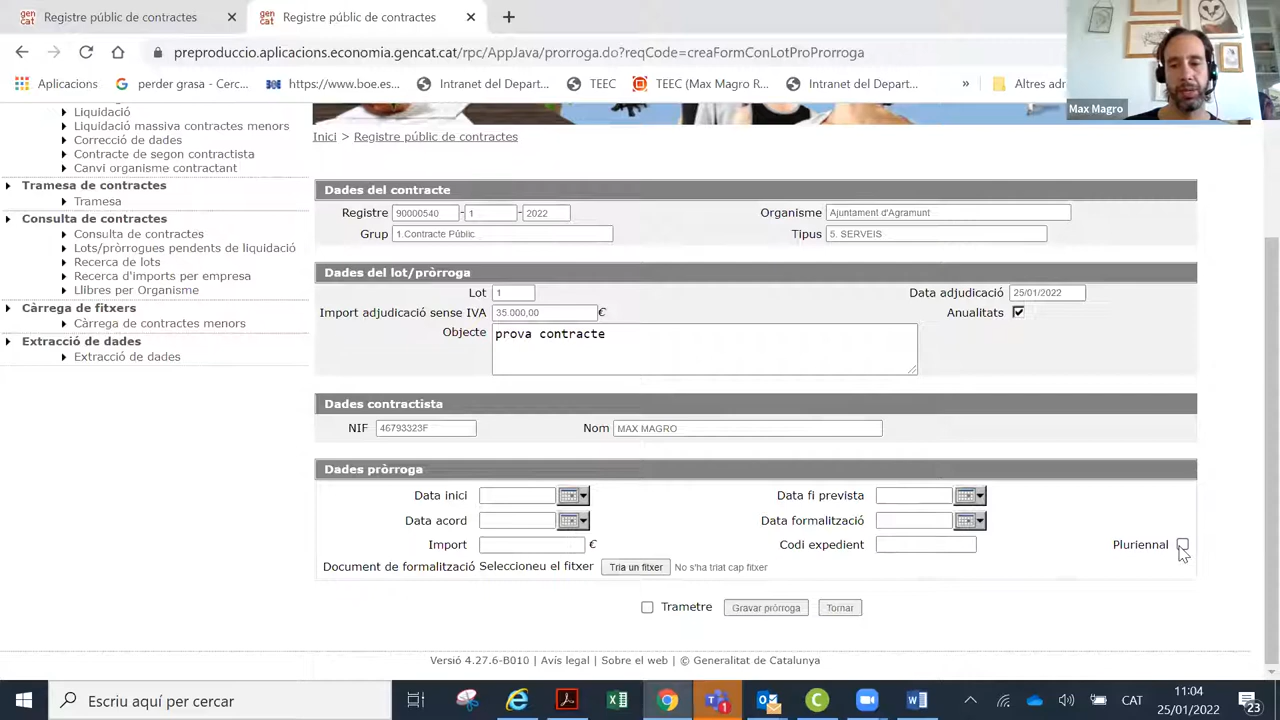 Registre públic de contractes
Registre públic de contractes
preproduccio.aplicacions.economia.gencat.cat/rpc/AppJava/prorroga.do?reqCode=creaFormConLotProProrroga
Aplicacions
perder grasa - Cerc...
https://www.boe.es...
Intranet del Depart...
TEEC
TEEC (Max Magro R...
Intranet del Depart...
»
Altres adr
Max Magro
Liquidació
Liquidació massiva contractes menors
Correcció de dades
Contracte de segon contractista
Canvi organisme contractant
Tramesa de contractes
Tramesa
Consulta de contractes
Consulta de contractes
Lots/pròrrogues pendents de liquidació
Recerca de lots
Recerca d'imports per empresa
Llibres per Organisme
Càrrega de fitxers
Càrrega de contractes menors
Extracció de dades
Extracció de dades
Inici > Registre públic de contractes
Dades del contracte
Registre 90000540 - 1 - 2022 Organisme Ajuntament d'Agramunt
Grup 1.Contracte Públic Tipus 5. SERVEIS
Dades del lot/pròrroga
Lot 1 Data adjudicació 25/01/2022
Import adjudicació sense IVA 35.000,00 € Anualitats
Objecte prova contracte
Dades contractista
NIF 46793323F Nom MAX MAGRO
Dades pròrroga
Data inici Data fi prevista
Data acord Data formalització
Import € Codi expedient Pluriennal
Document de formalització Seleccioneu el fitxer Tria un fitxer No s'ha triat cap fitxer
Trametre Gravar pròrroga Tornar
Versió 4.27.6-B010 | Avís legal | Sobre el web | © Generalitat de Catalunya
Escriu aquí per cercar
CAT
11:04
25/01/2022
23